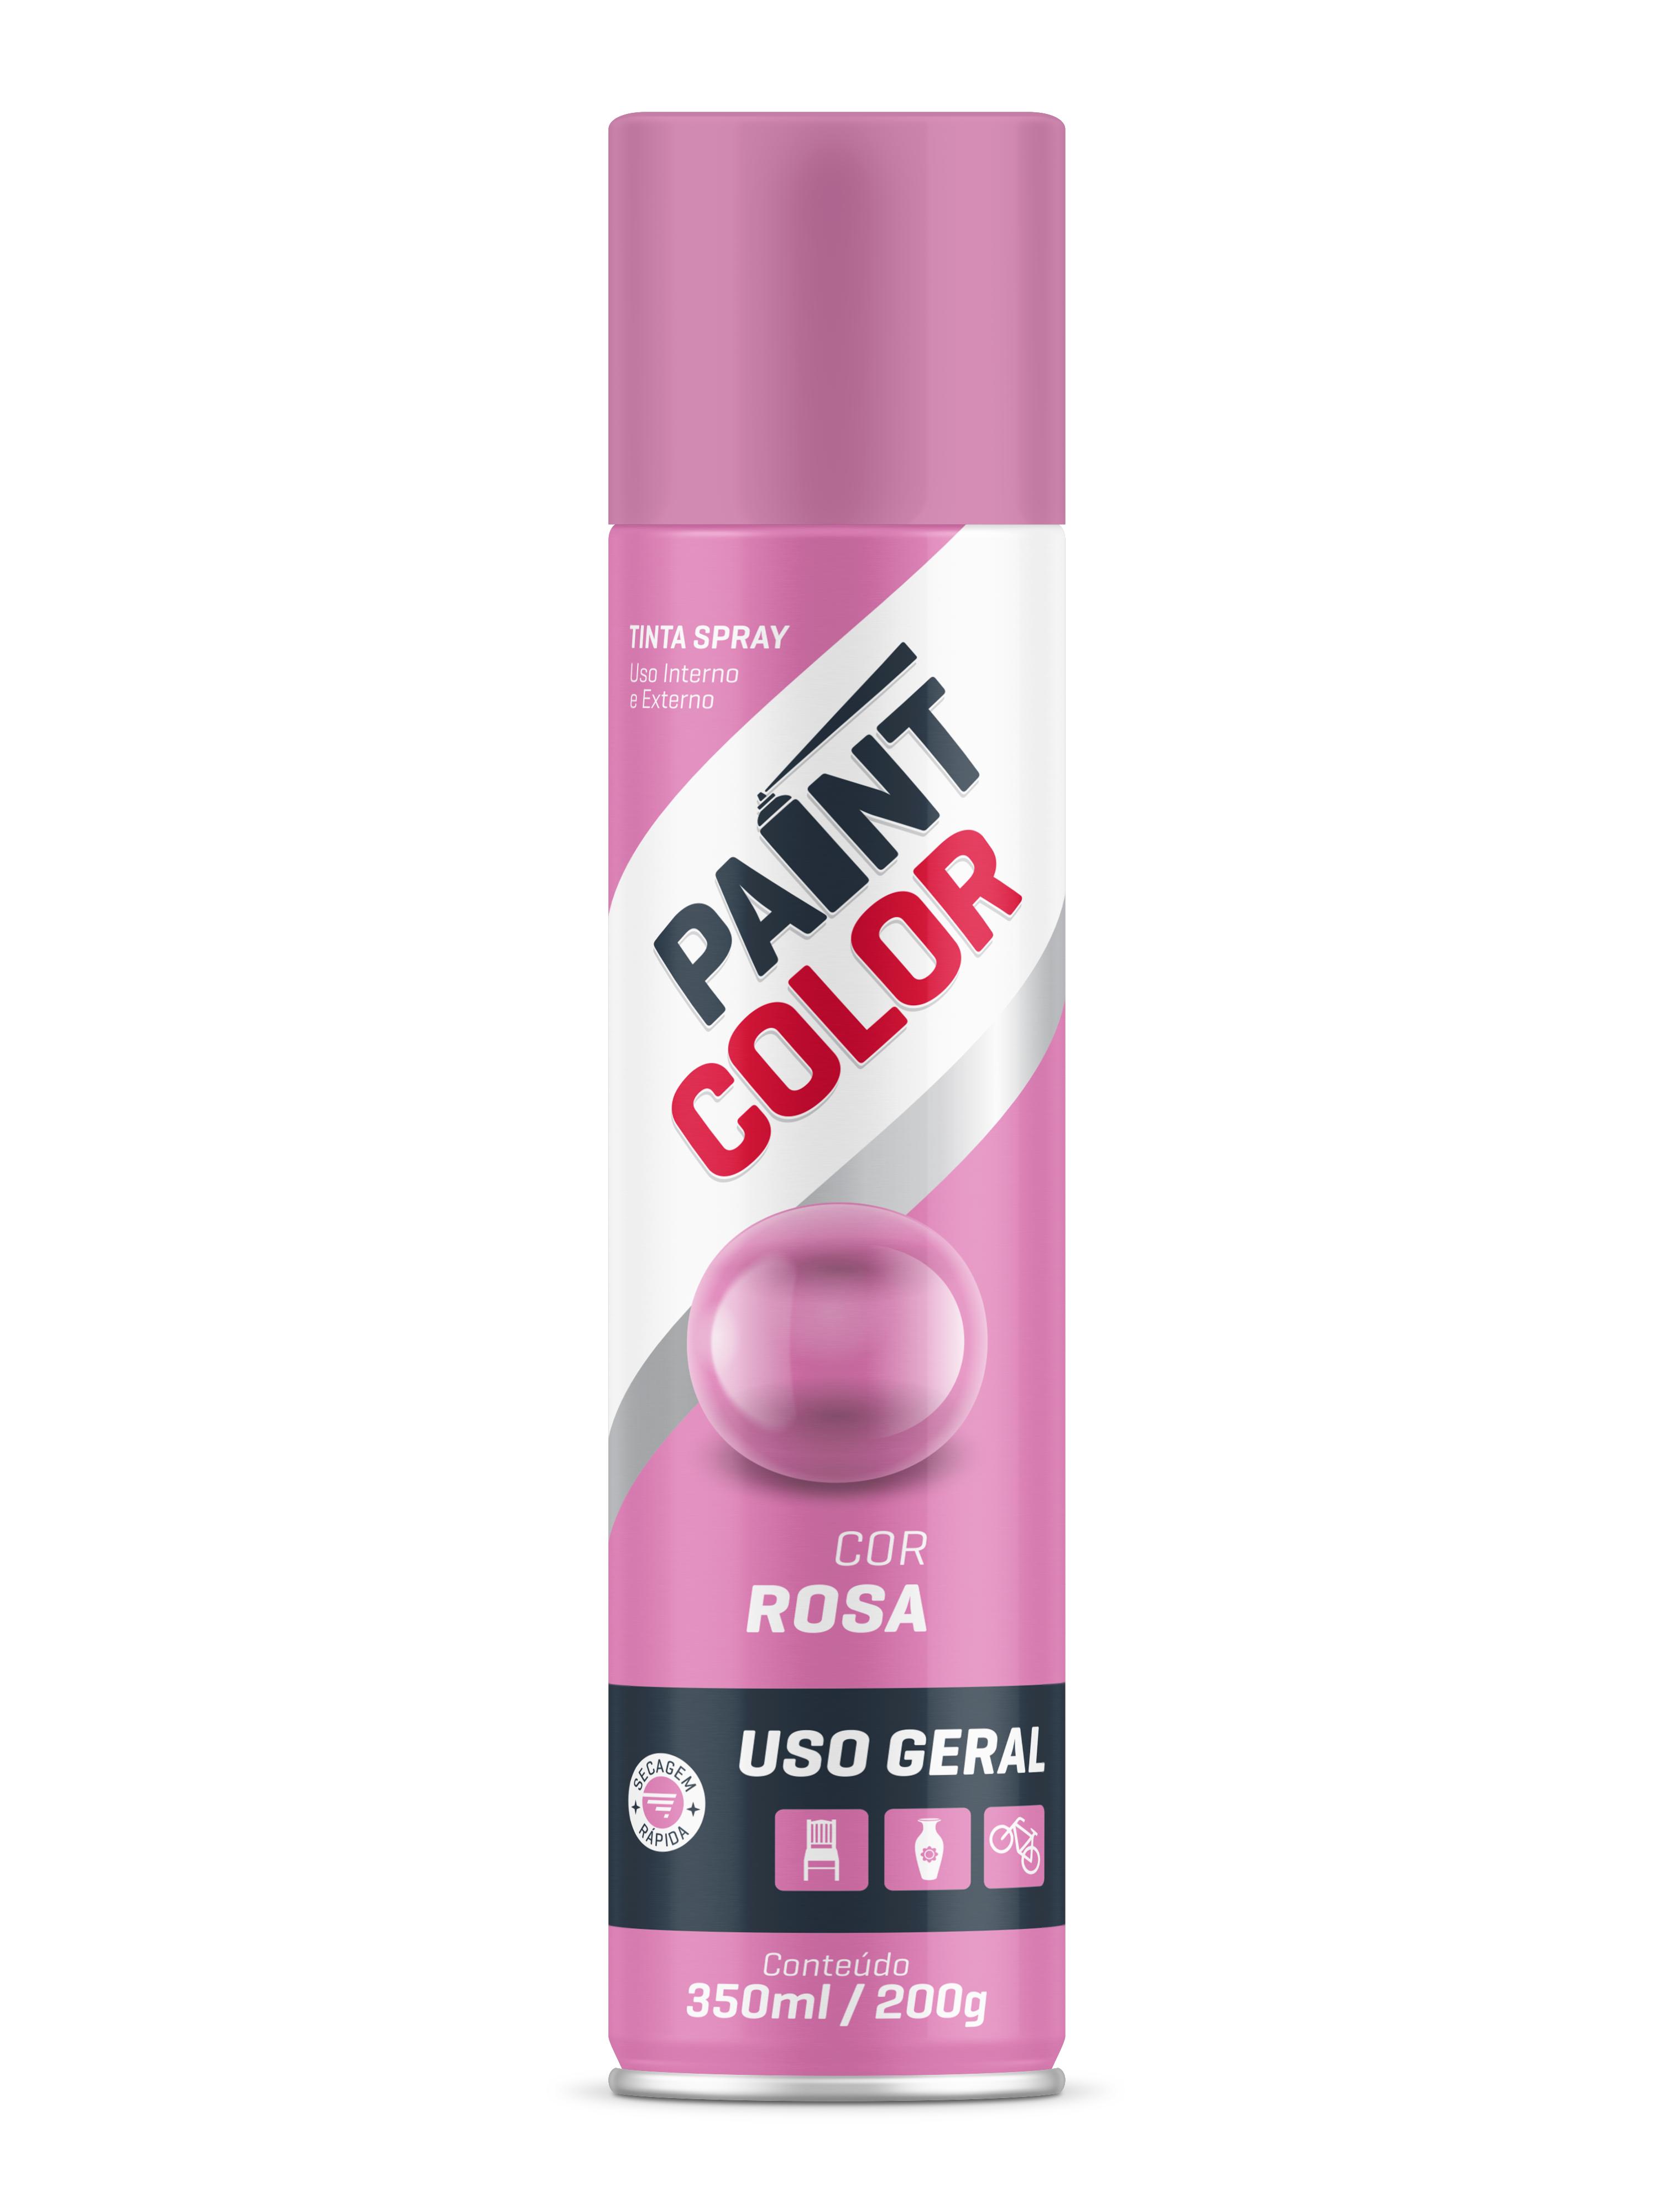 TINTA SPRAY
Uso Interno
e Externo
PAINT
COLOR
COR
ROSA
USO GERAL
SECAGEM
RÁPIDA
Conteúdo
350ml / 200g